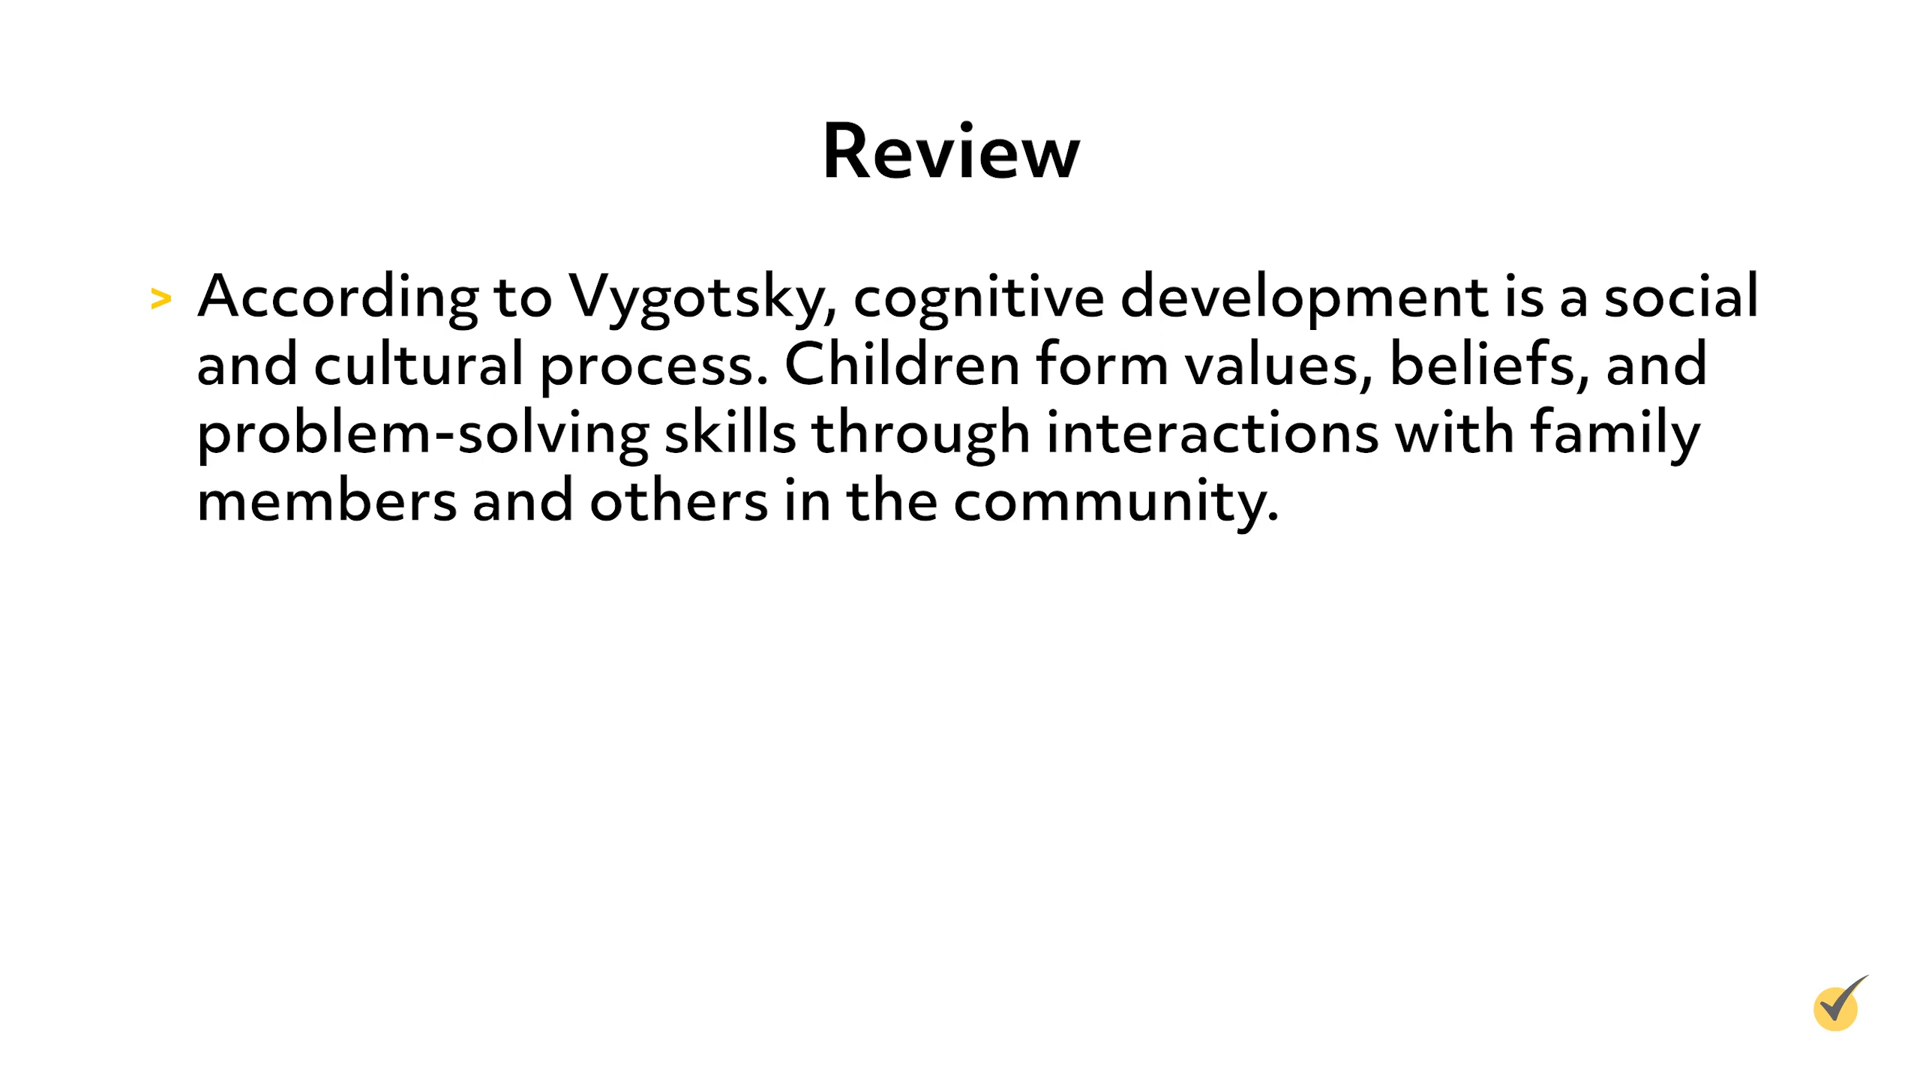 Review
> According to Vygotsky, cognitive development is a social
and cultural process. Children form values, beliefs, and
problem-solving skills through interactions with family
members and others in the community.